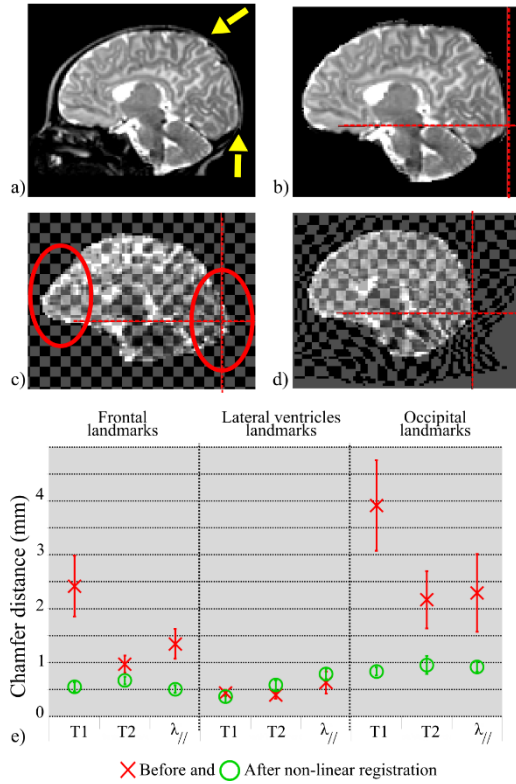 a)
b)
c)
d)
Frontal landmarks
Lateral ventricles landmarks
Occipital landmarks
Chamfer distance (mm)
4
3
2
1
0
T1 T2 λ// T1 T2 λ// T1 T2 λ//
e)
Before and After non-linear registration